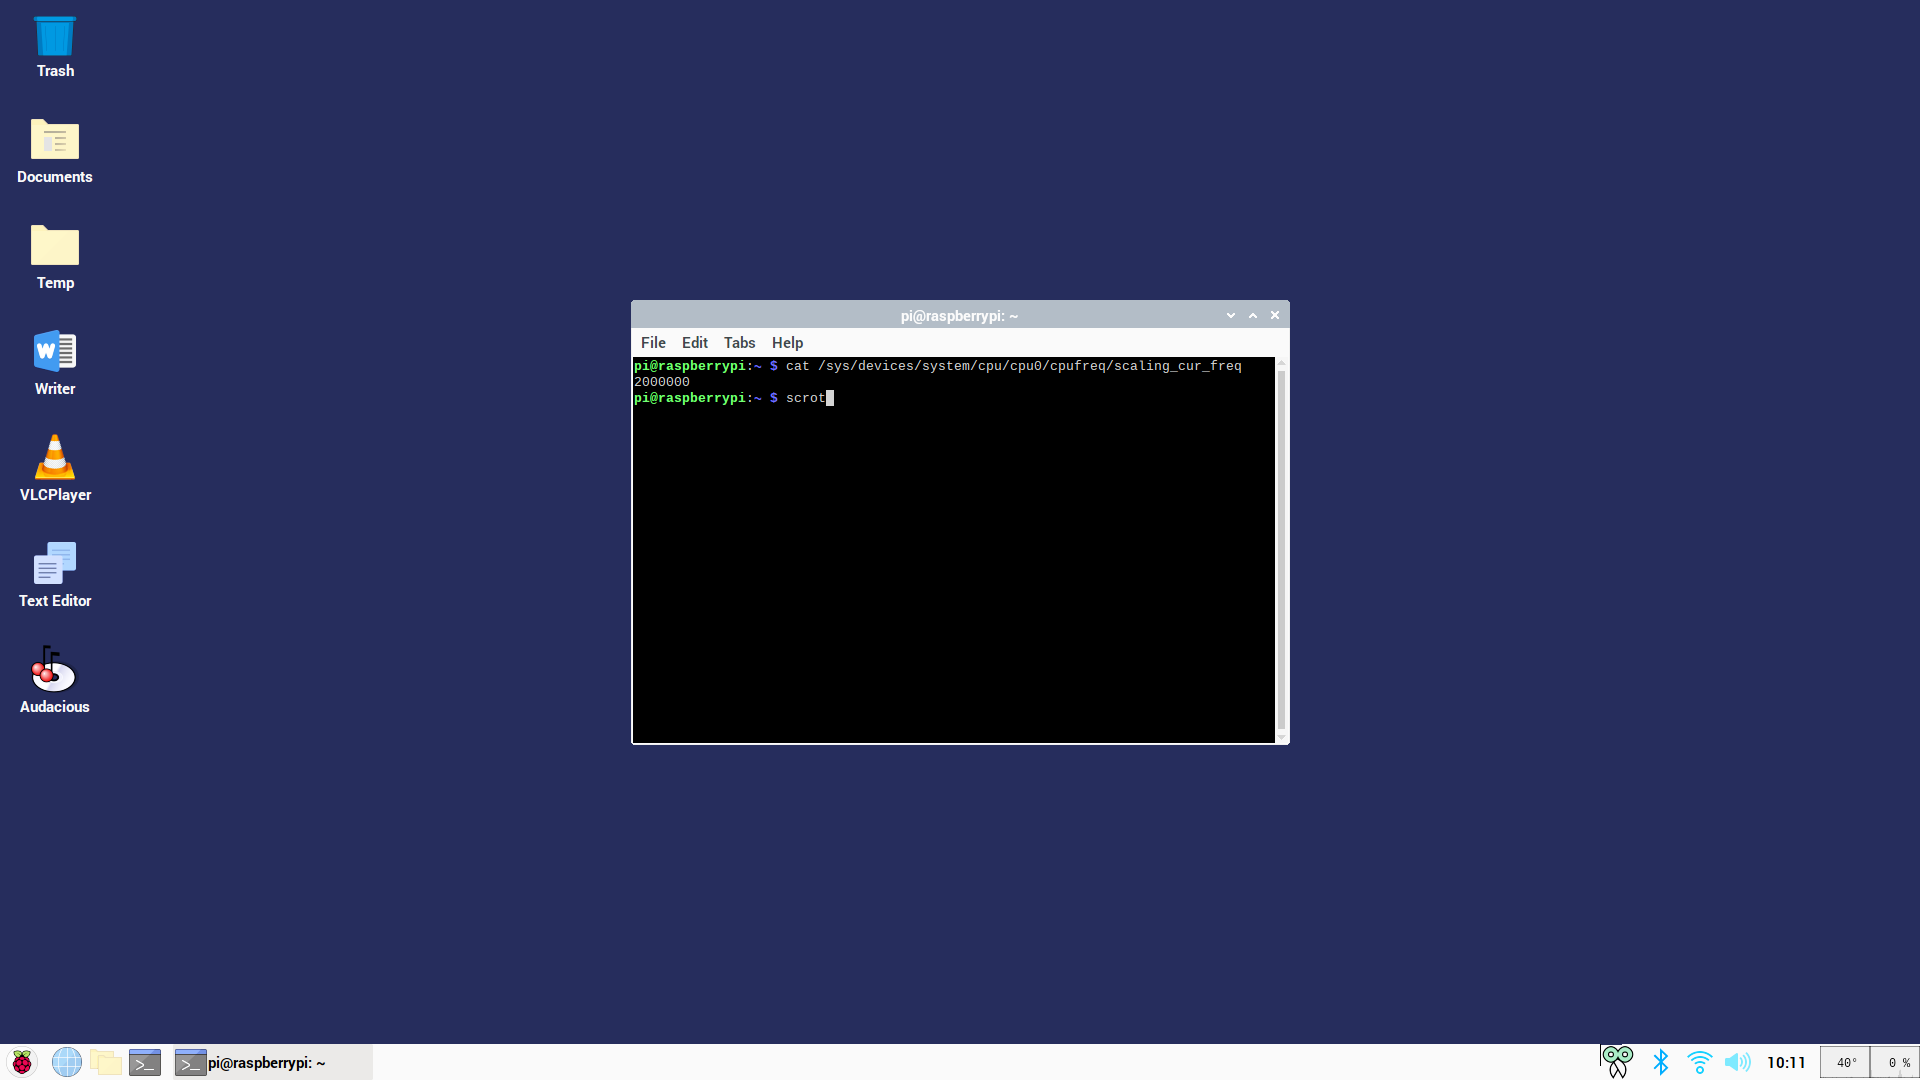 Trash
Documents
Temp
Writer
VLCPlayer
Text Editor
Audacious
pi@raspberrypi: ~
File Edit Tabs Help
pi@raspberrypi:~ $ cat /sys/devices/system/cpu/cpu0/cpufreq/scaling_cur_freq
2000000
pi@raspberrypi:~ $ scrot
pi@raspberrypi: ~
10:11
40°
0 %